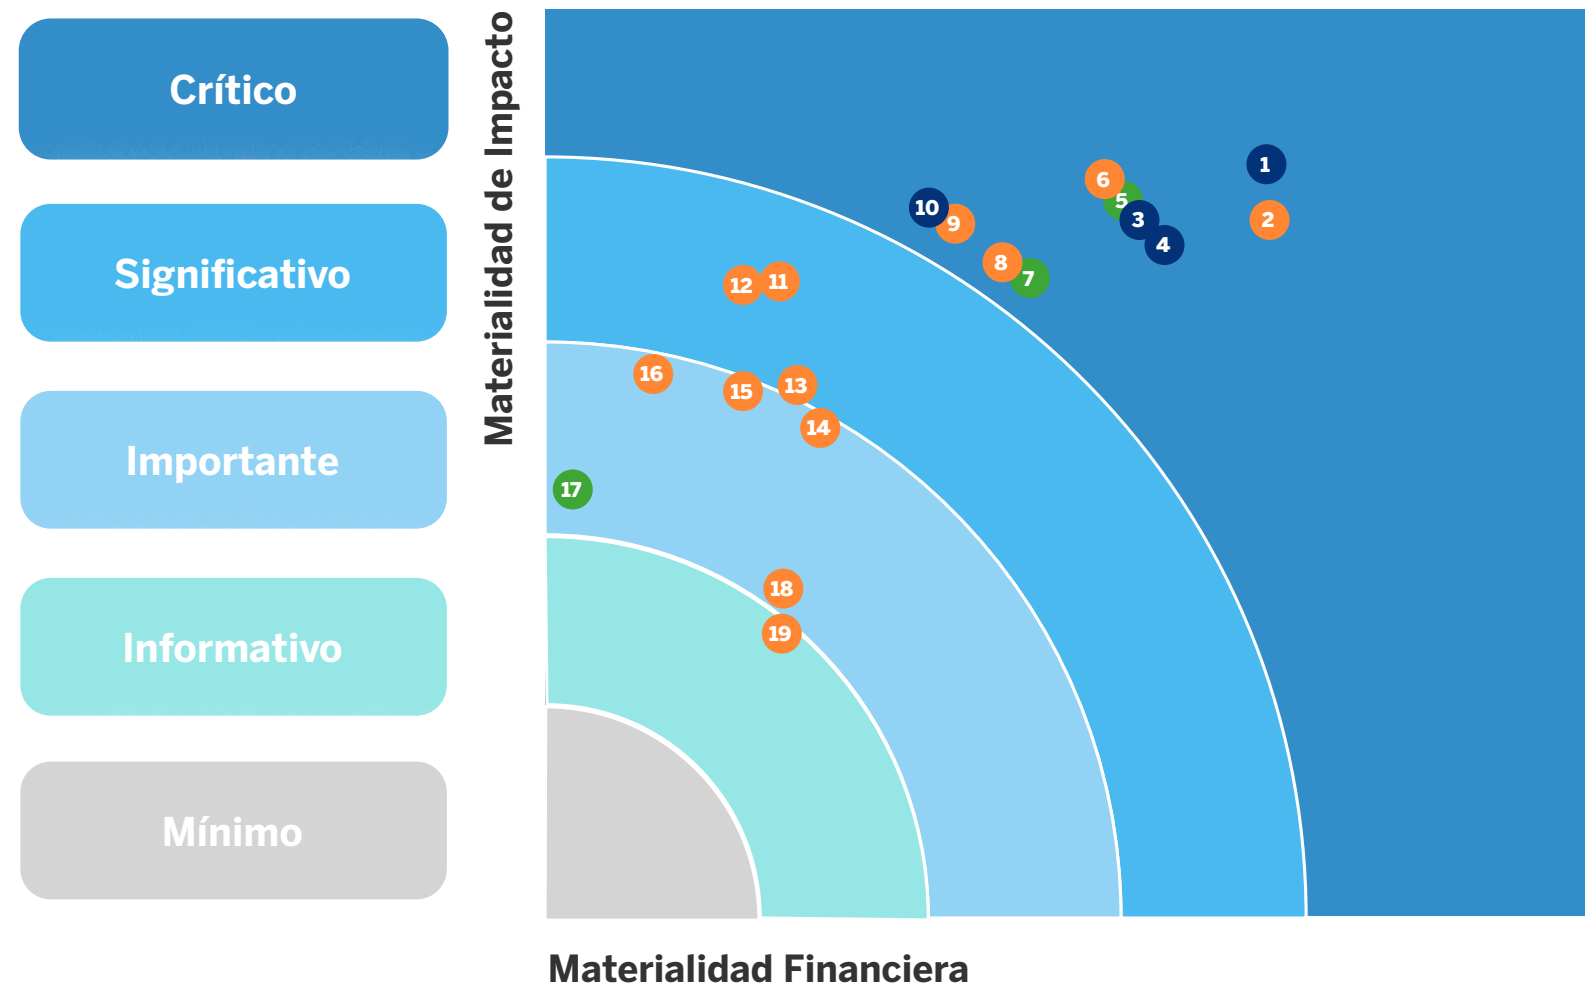 Crítico
Significativo
Importante
Informativo
Mínimo
Materialidad de Impacto
1
6
5
2
10
3
9
4
8
7
12
11
16
13
15
14
17
18
19
Materialidad Financiera